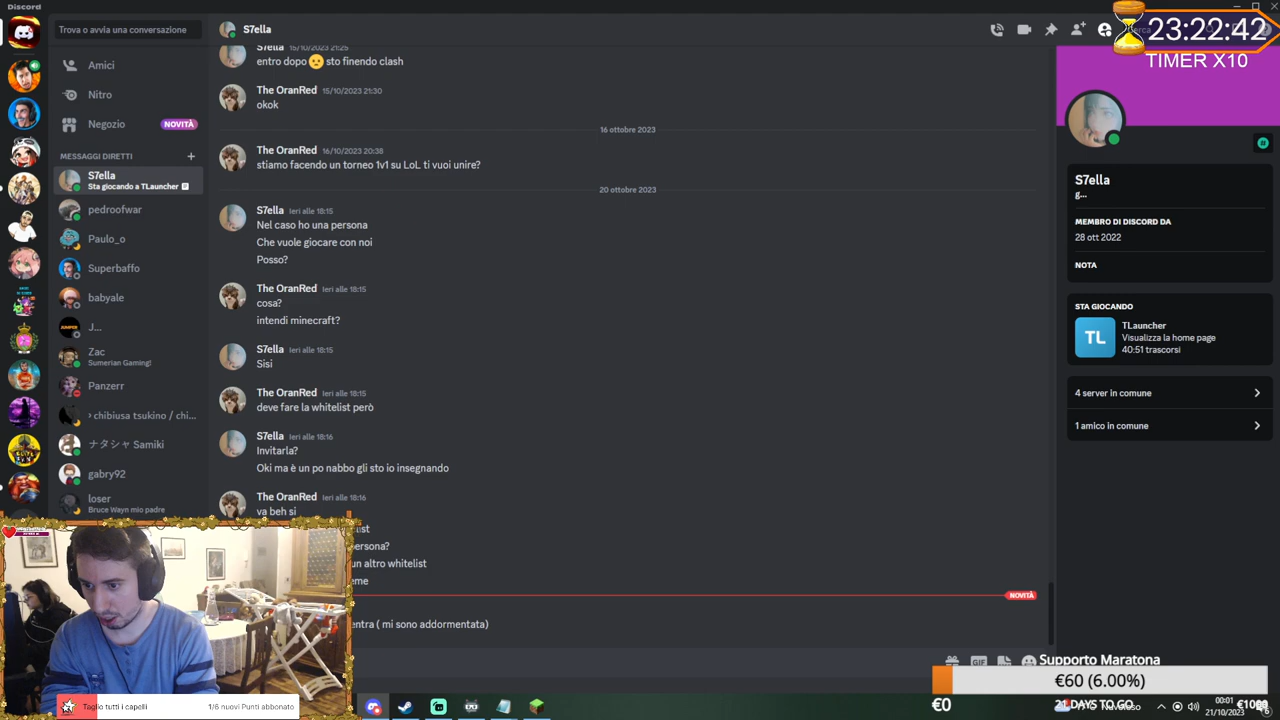 Discord
Trova o avvia una conversazione
S7ella
23:22:42
TIMER X10
Amici
Nitro
Negozio
NOVITÀ
MESSAGGI DIRETTI
S7ella
Sta giocando a TLauncher
pedroofwar
Paulo_o
Superbaffo
babyale
J...
Zac
Sumerian Gaming!
Panzerr
› chibiusa tsukino / chi...
ナタシャ Samiki
gabry92
loser
Bruce Wayn mio padre
S7ella 15/10/2023 21:25
entro dopo 😟 sto finendo clash
The OranRed 15/10/2023 21:30
okok
16 ottobre 2023
The OranRed 16/10/2023 20:38
stiamo facendo un torneo 1v1 su LoL ti vuoi unire?
20 ottobre 2023
S7ella Ieri alle 18:15
Nel caso ho una persona
Che vuole giocare con noi
Posso?
The OranRed Ieri alle 18:15
cosa?
intendi minecraft?
S7ella Ieri alle 18:15
Sisi
The OranRed Ieri alle 18:15
deve fare la whitelist però
S7ella Ieri alle 18:16
Invitarla?
Oki ma è un po nabbo gli sto io insegnando
The OranRed Ieri alle 18:16
va beh si
ist
ersona?
un altro whitelist
eme
NOVITÀ
entra ( mi sono addormentata)
GIF
S7ella
g...
MEMBRO DI DISCORD DA
28 ott 2022
NOTA
STA GIOCANDO
TL
TLauncher
Visualizza la home page
40:51 trascorsi
4 server in comune
1 amico in comune
Supporto Maratona
€60 (6.00%)
€0
21 DAYS TO GO
€1000
00:01
21/10/2023
Taglio tutti i capelli
1/6 nuovi Punti abbonato